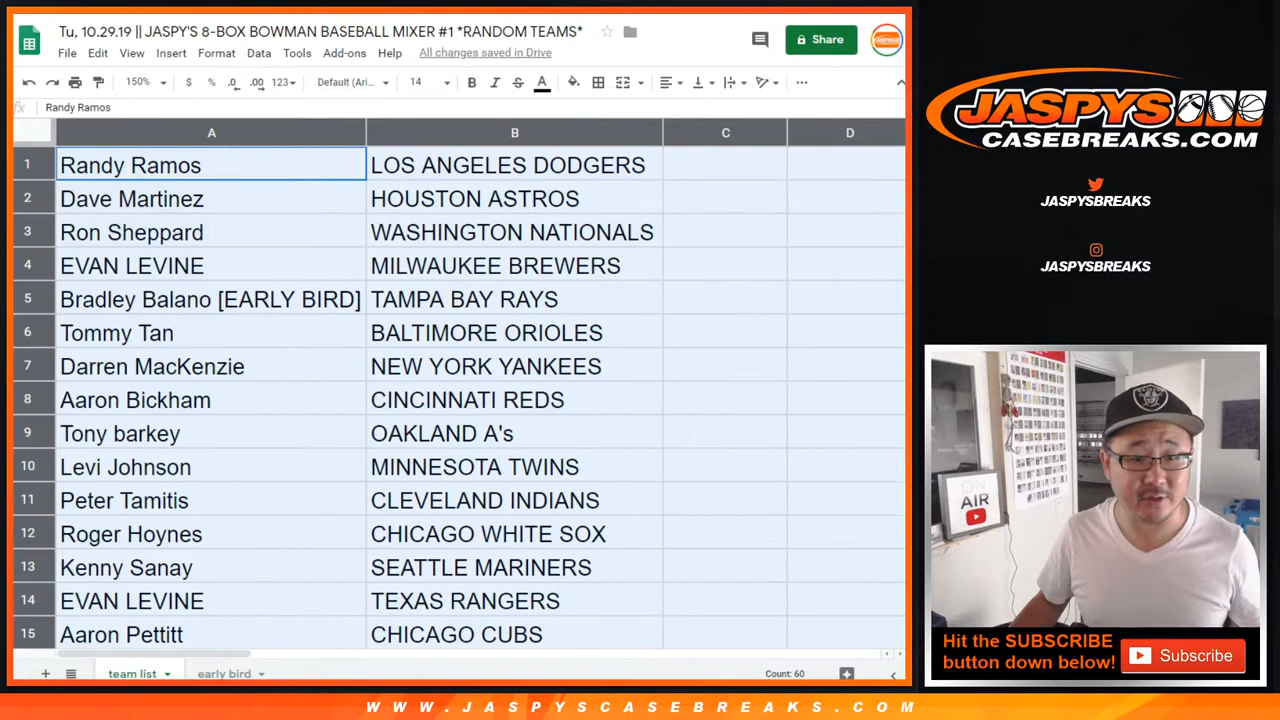 Tu, 10.29.19 || JASPY'S 8-BOX BOWMAN BASEBALL MIXER #1 *RANDOM TEAMS*
File Edit View Insert Format Data Tools Add-ons Help All changes saved in Drive
Share
150% $ % .0 .00 123 Default (Ari... 14 B I S A
fx Randy Ramos
A B C D
1 Randy Ramos LOS ANGELES DODGERS
2 Dave Martinez HOUSTON ASTROS
3 Ron Sheppard WASHINGTON NATIONALS
4 EVAN LEVINE MILWAUKEE BREWERS
5 Bradley Balano [EARLY BIRD] TAMPA BAY RAYS
6 Tommy Tan BALTIMORE ORIOLES
7 Darren MacKenzie NEW YORK YANKEES
8 Aaron Bickham CINCINNATI REDS
9 Tony barkey OAKLAND A's
10 Levi Johnson MINNESOTA TWINS
11 Peter Tamitis CLEVELAND INDIANS
12 Roger Hoynes CHICAGO WHITE SOX
13 Kenny Sanay SEATTLE MARINERS
14 EVAN LEVINE TEXAS RANGERS
15 Aaron Pettitt CHICAGO CUBS
team list early bird Count: 60
JASPYS
CASEBREAKS.COM
JASPYSBREAKS
JASPYSBREAKS
ON
AIR
Hit the SUBSCRIBE
button down below!
Subscribe
WWW.JASPYSCASEBREAKS.COM